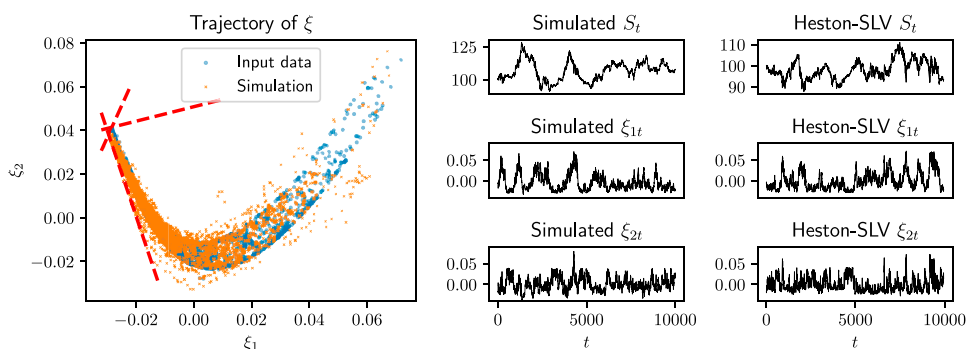 Trajectory of ξ
0.08
0.06
0.04
0.02
0.00
−0.02
ξ₂
−0.02 0.00 0.02 0.04 0.06
ξ₁
Input data
Simulation
Simulated Sₜ
125
100
Heston-SLV Sₜ
110
100
90
Simulated ξ₁ₜ
0.05
0.00
Heston-SLV ξ₁ₜ
0.05
0.00
Simulated ξ₂ₜ
0.05
0.00
0 5000 10000
t
Heston-SLV ξ₂ₜ
0.05
0.00
0 5000 10000
t